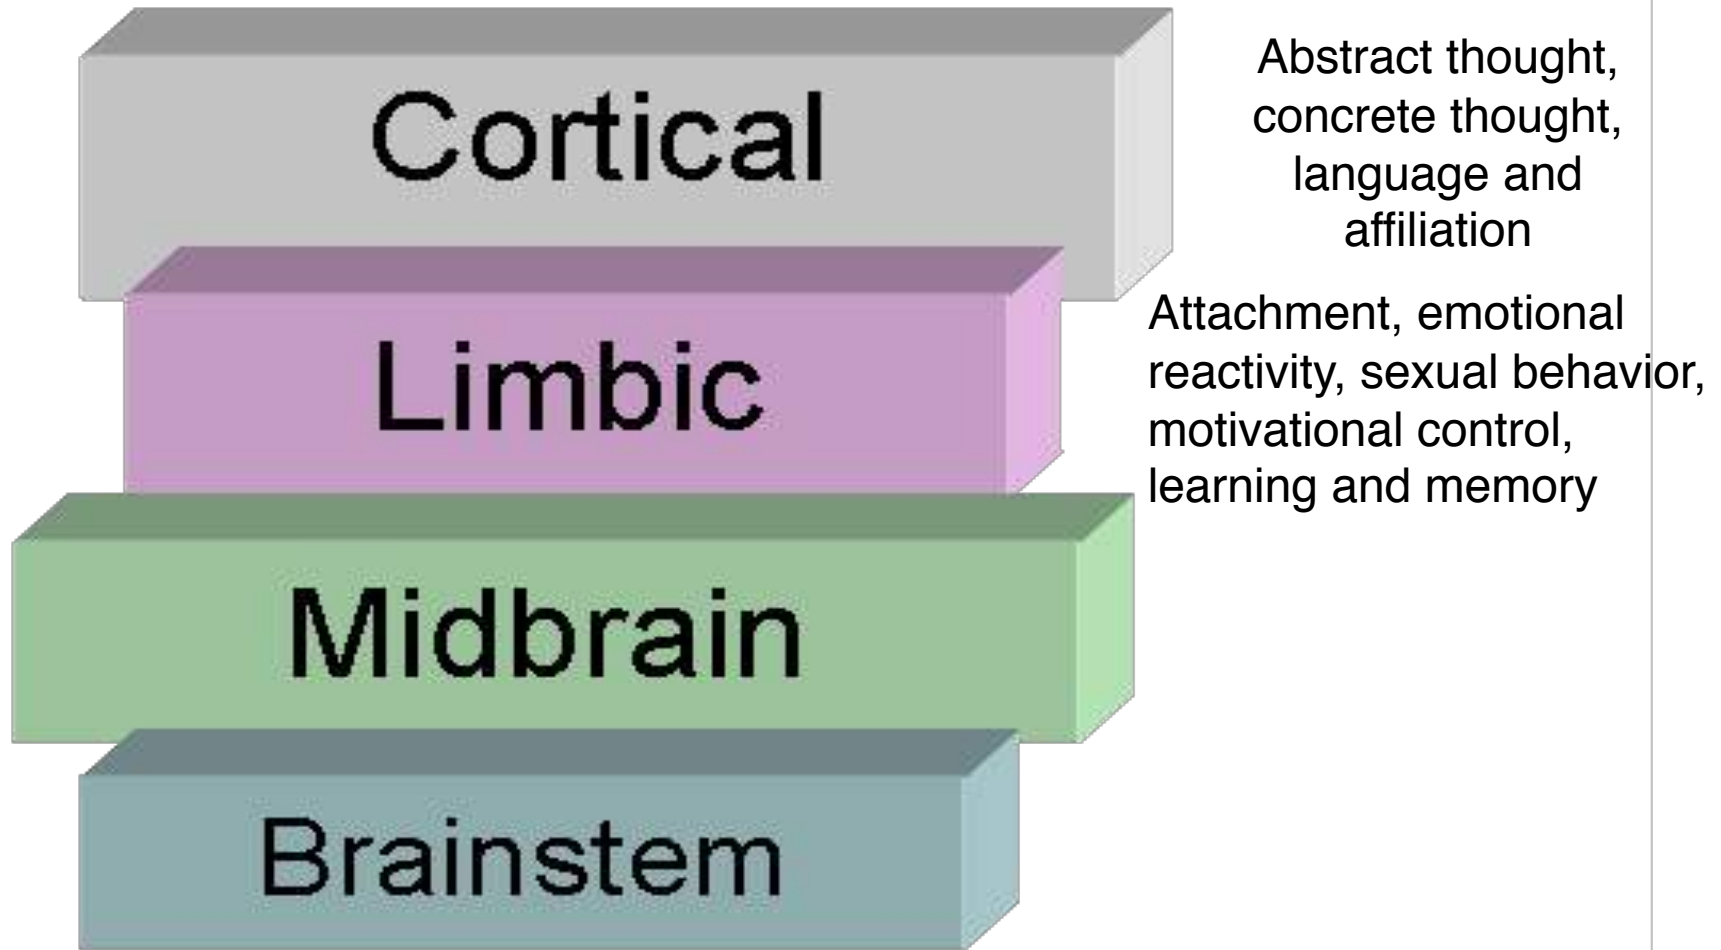 Cortical
Abstract thought,
concrete thought,
language and
affiliation
Limbic
Attachment, emotional
reactivity, sexual behavior,
motivational control,
learning and memory
Midbrain
Brainstem